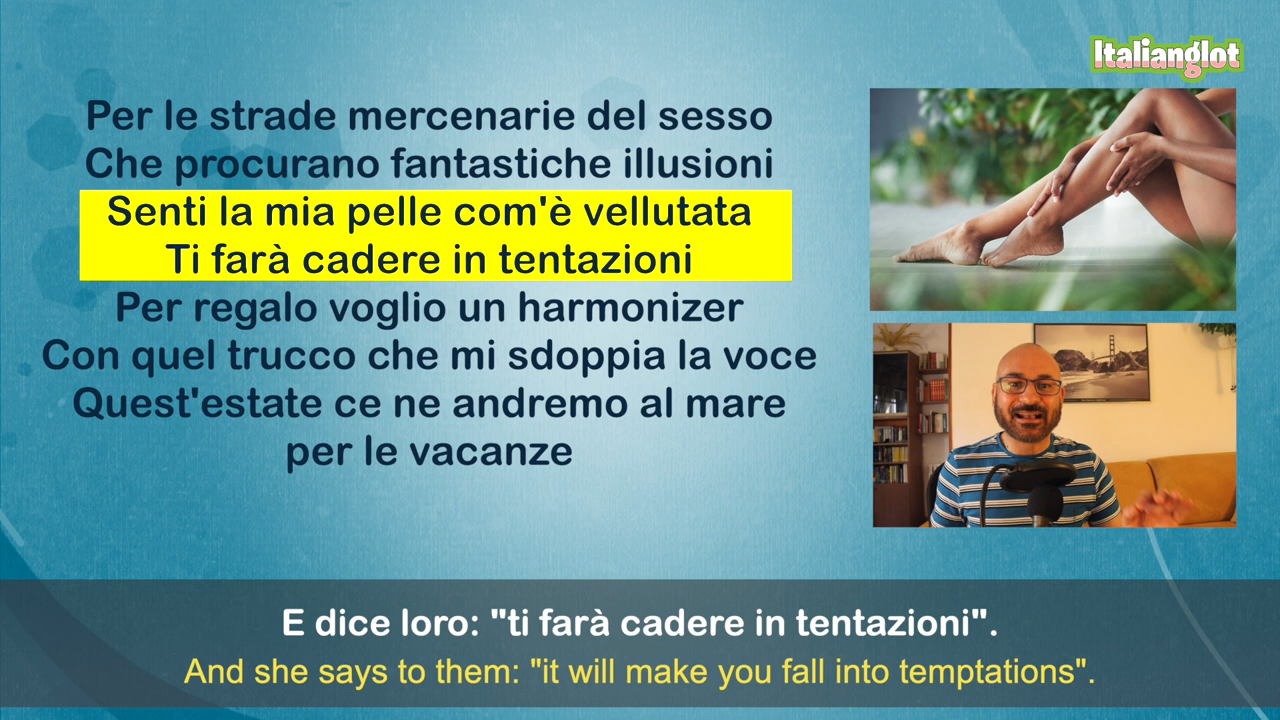 Italianglot
Per le strade mercenarie del sesso
Che procurano fantastiche illusioni
Senti la mia pelle com'è vellutata
Ti farà cadere in tentazioni
Per regalo voglio un harmonizer
Con quel trucco che mi sdoppia la voce
Quest'estate ce ne andremo al mare
per le vacanze
E dice loro: "ti farà cadere in tentazioni".
And she says to them: "it will make you fall into temptations".